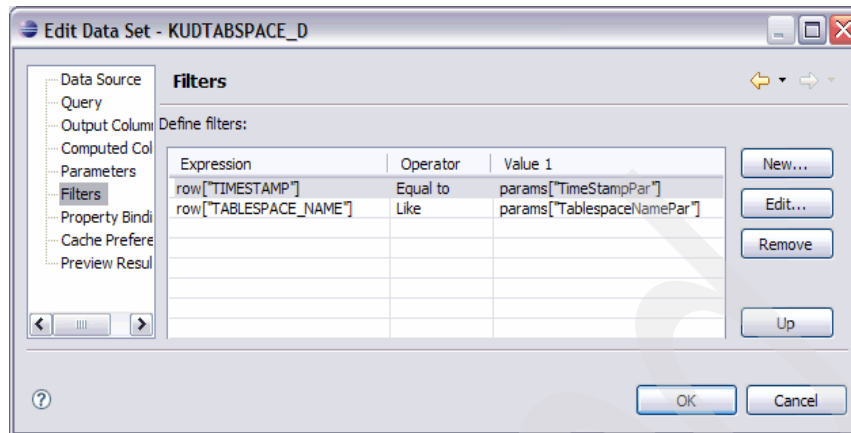 Edit Data Set - KUDTABSPACE_D
Data Source
Query
Output Colum
Computed Col
Parameters
Filters
Property Bindi
Cache Prefere
Preview Resul
Filters
Define filters:
Expression Operator Value 1
row["TIMESTAMP"] Equal to params["TimeStampPar"]
row["TABLESPACE_NAME"] Like params["TablespaceNamePar"]
New...
Edit...
Remove
Up
?
OK Cancel